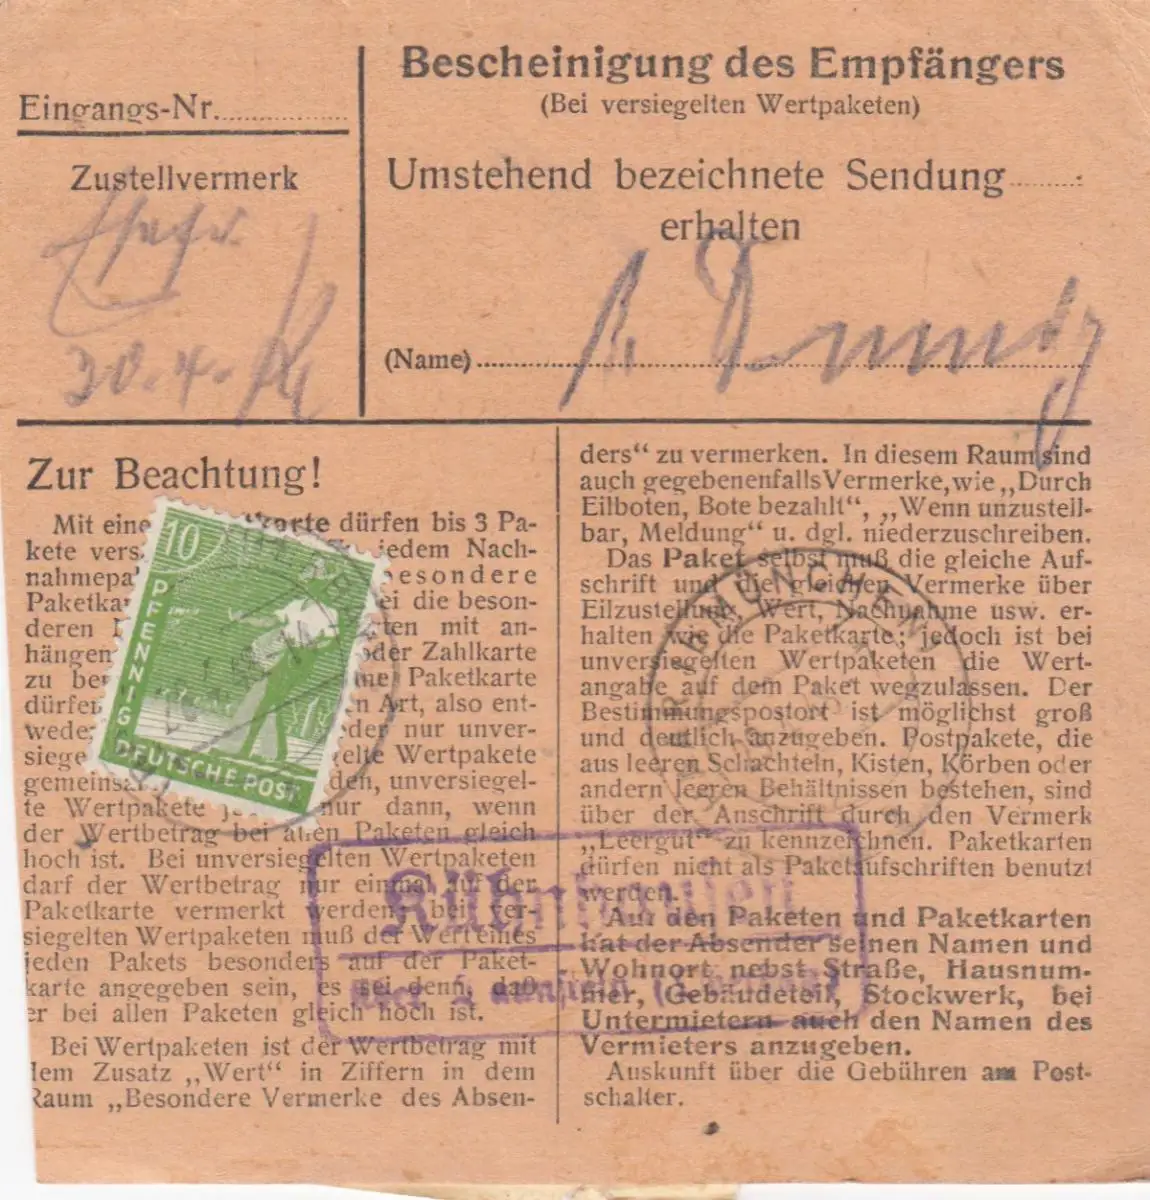 Eingangs-Nr.
Zustellvermerk
30.4.
Bescheinigung des Empfängers
(Bei versiegelten Wertpaketen)
Umstehend bezeichnete Sendung
erhalten
(Name)
Zur Beachtung!
Mit eine tkarte dürfen bis 3 Pa-
kete vers jedem Nach-
nahmepa besondere
Paketka ei die beson-
deren ten mit an-
hängen oder Zahlkarte
zu be me Paketkarte
dürfen n Art, also ent-
wede eder nur unver-
siege gelte Wertpakete
gemeinsa den, unversiegel-
te Wertpakete j nur dann, wenn
der Wertbetrag bei allen Paketen gleich
hoch ist. Bei unversiegelten Wertpaketen
darf der Wertbetrag nur einmal auf der
Paketkarte vermerkt werden, bei ver-
siegelten Wertpaketen muß der Wert eines
jeden Pakets besonders auf der Paket-
karte angegeben sein, es sei denn, daß
er bei allen Paketen gleich hoch ist.
Bei Wertpaketen ist der Wertbetrag mit
dem Zusatz „Wert“ in Ziffern in dem
Raum „Besondere Vermerke des Absen-
ders“ zu vermerken. In diesem Raum sind
auch gegebenenfalls Vermerke, wie „Durch
Eilboten, Bote bezahlt“, „Wenn unzustell-
bar, Meldung“ u. dgl. niederzuschreiben.
Das Paket selbst muß die gleiche Auf-
schrift und die gleichen Vermerke über
Eilzustellung, Wert, Nachnahme usw. er-
halten wie die Paketkarte; jedoch ist bei
unversiegelten Wertpaketen die Wert-
angabe auf dem Paket wegzulassen. Der
Bestimmungspostort ist möglichst groß
und deutlich anzugeben. Postpakete, die
aus leeren Schachteln, Kisten, Körben oder
andern leeren Behältnissen bestehen, sind
über der Anschrift durch den Vermerk
„Leergut“ zu kennzeichnen. Paketkarten
dürfen nicht als Paketaufschriften benutzt
werden.
Auf den Paketen und Paketkarten
hat der Absender seinen Namen und
Wohnort nebst Straße, Hausnum-
mer, Gebäudeteil, Stockwerk, bei
Untermietern auch den Namen des
Vermieters anzugeben.
Auskunft über die Gebühren am Post-
schalter.
10
PFENNIG
DEUTSCHE POST
MÜNCHEN
Kühnhausen